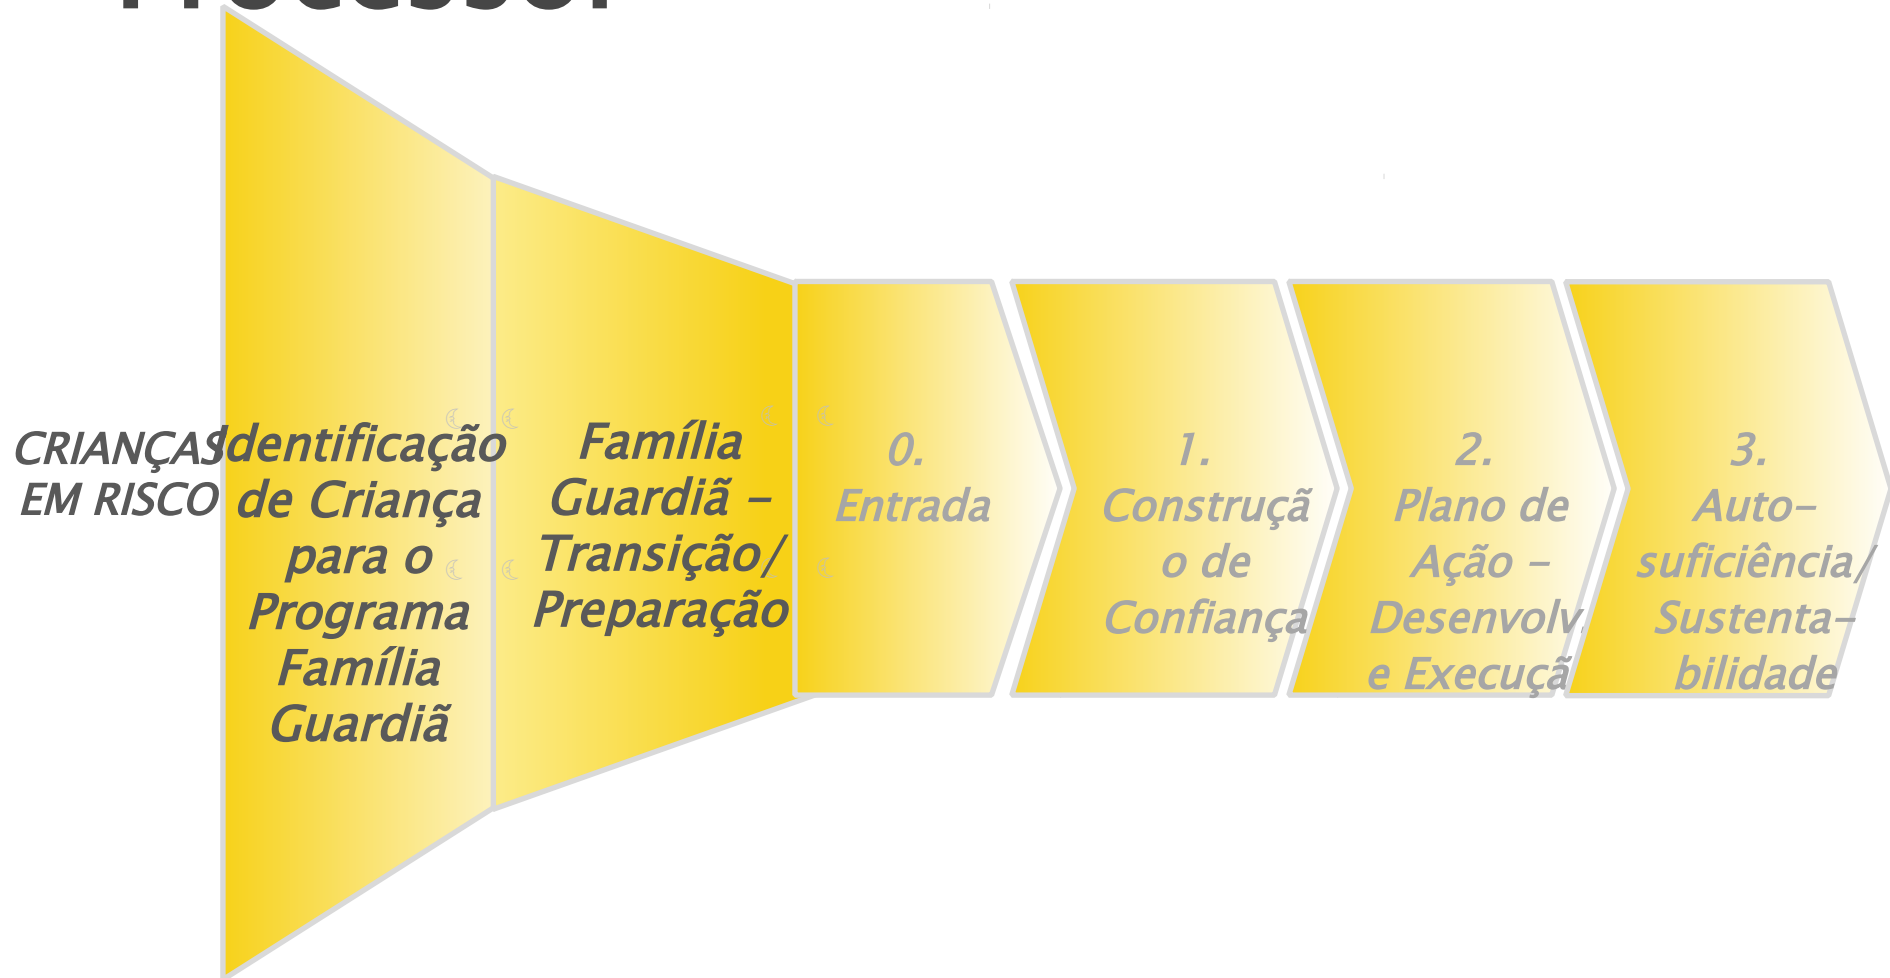 CRIANÇAS
EM RISCO
Identificação
de Criança
para o
Programa
Família
Guardiã
Família
Guardiã –
Transição/
Preparação
0.
Entrada
1.
Construçã
o de
Confiança
2.
Plano de
Ação –
Desenvolv.
e Execuçã
3.
Auto–
suficiência/
Sustenta–
bilidade